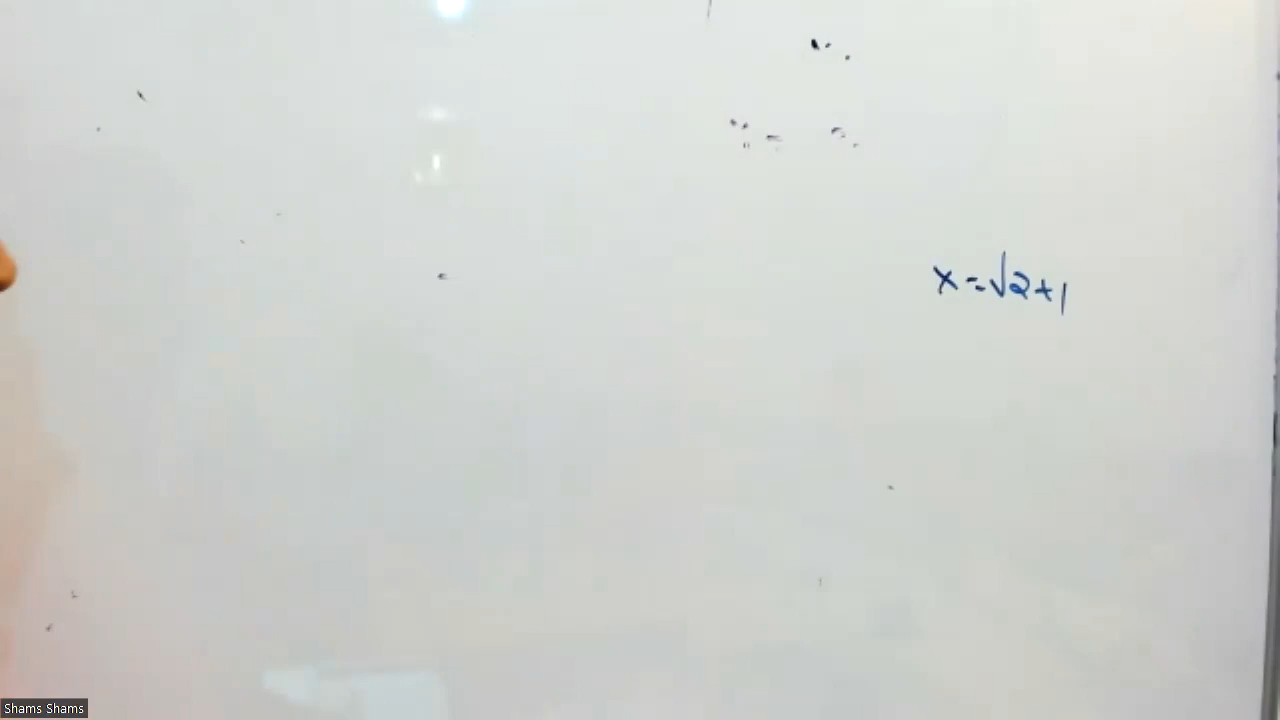 x = √2 + 1
Shams Shams